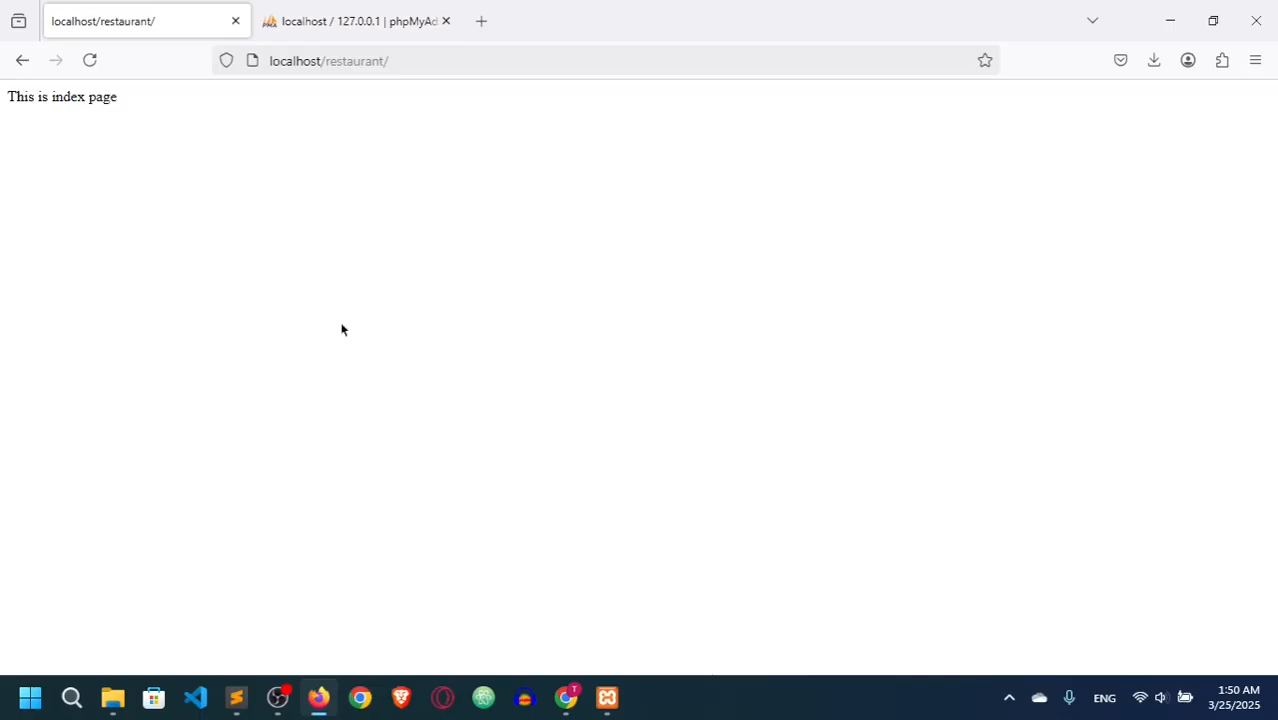 localhost/restaurant/
localhost / 127.0.0.1 | phpMyAd
localhost/restaurant/
This is index page
ENG
1:50 AM
3/25/2025